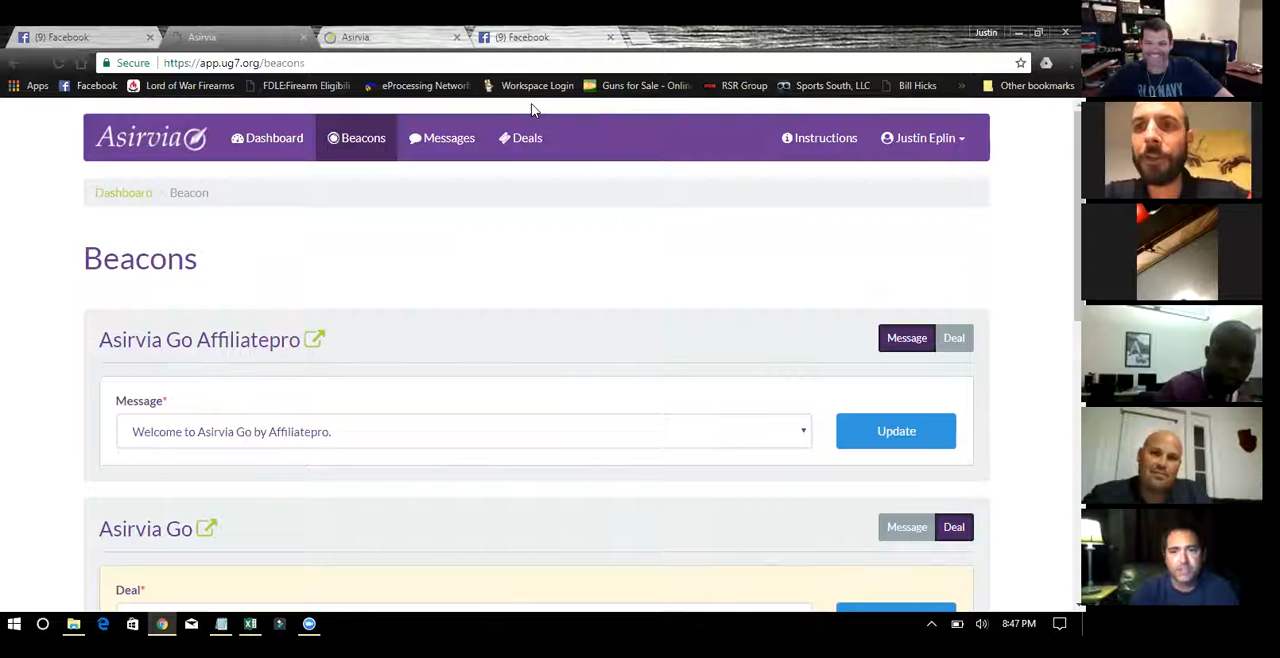 (9) Facebook
Asirvia
Asirvia
(9) Facebook
Justin
Secure
https://app.ug7.org/beacons
Apps
Facebook
Lord of War Firearms
FDLE:Firearm Eligibili
eProcessing Network
Workspace Login
Guns for Sale - Onlin
RSR Group
Sports South, LLC
Bill Hicks
»
Other bookmarks
Asirvia
Dashboard
Beacons
Messages
Deals
Instructions
Justin Eplin
Dashboard / Beacon
Beacons
Asirvia Go Affiliatepro
Message
Deal
Message*
Welcome to Asirvia Go by Affiliatepro.
Update
Asirvia Go
Message
Deal
Deal*
8:47 PM